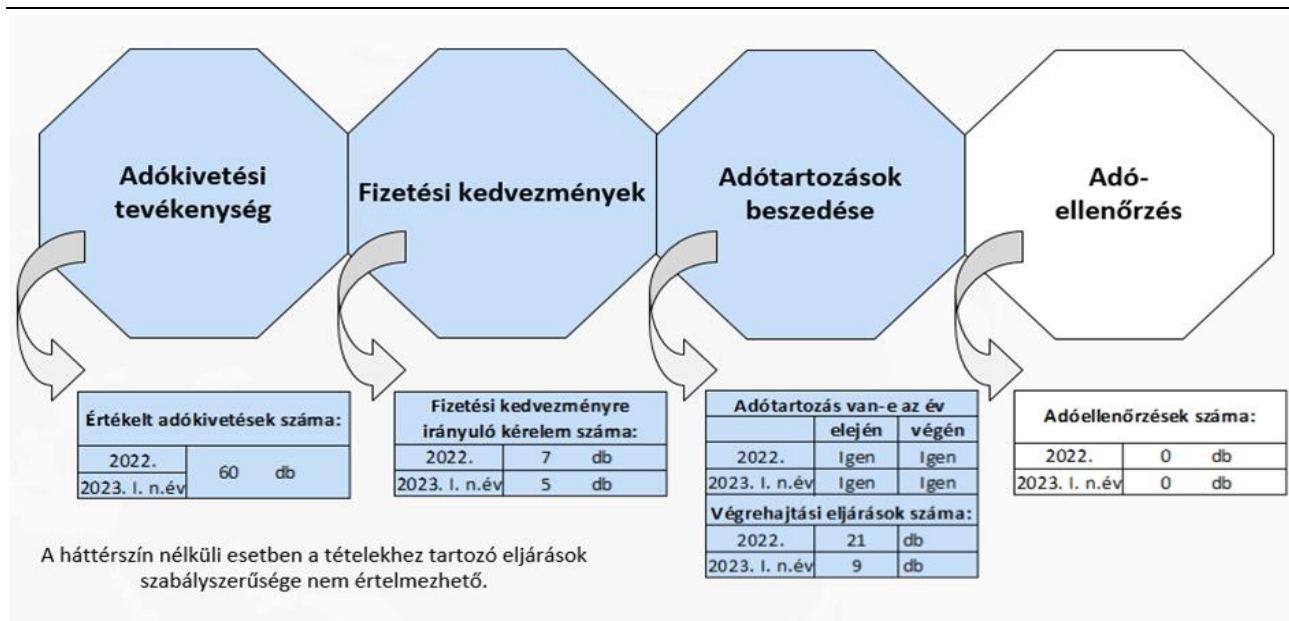 Adókivetési
tevékenység
Fizetési kedvezmények
Adótartozások
beszedése
Adó-
ellenőrzés
Értékelt adókivetések száma:
2022.
60 db
2023. I. n.év
Fizetési kedvezményre
irányuló kérelem száma:
2022. 7 db
2023. I. n.év 5 db
Adótartozás van-e az év
elején végén
2022. Igen Igen
2023. I. n.év Igen Igen
Végrehajtási eljárások száma:
2022. 21 db
2023. I. n.év 9 db
Adóellenőrzések száma:
2022. 0 db
2023. I. n.év 0 db
A háttérszín nélküli esetben a tételekhez tartozó eljárások
szabályszerűsége nem értelmezhető.